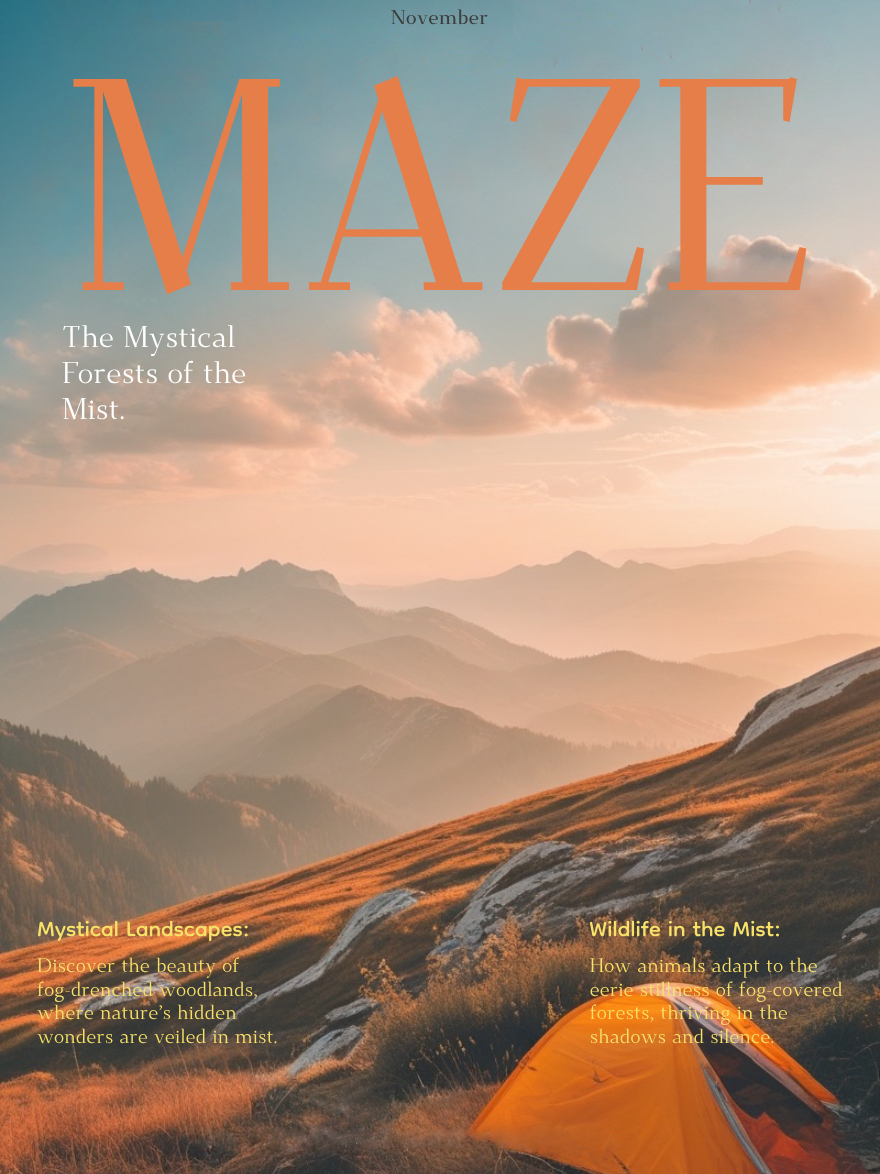 November
MAZE
The Mystical
Forests of the
Mist.
Mystical Landscapes:
Discover the beauty of
fog-drenched woodlands,
where nature’s hidden
wonders are veiled in mist.
Wildlife in the Mist:
How animals adapt to the
eerie stillness of fog-covered
forests, thriving in the
shadows and silence.